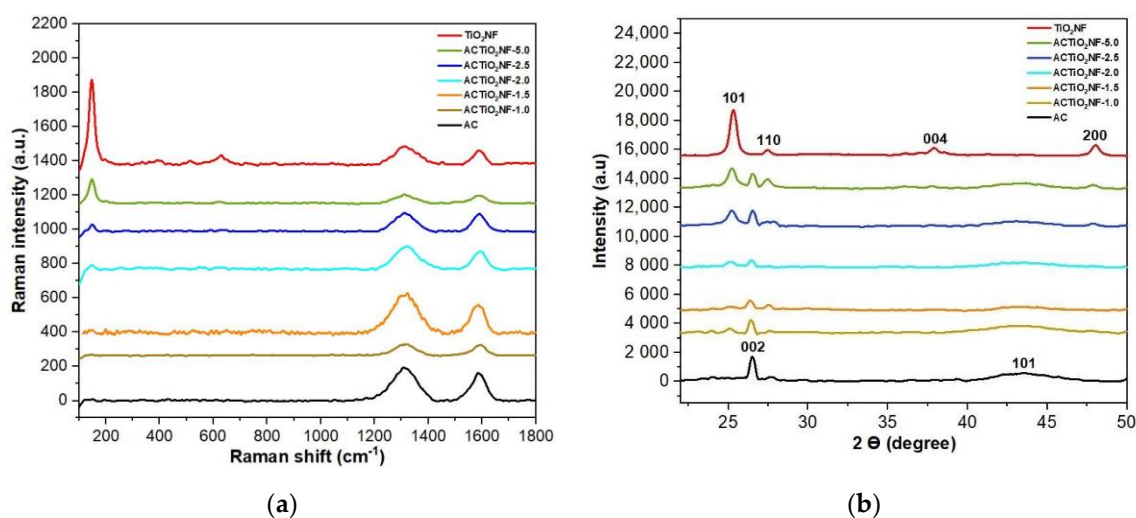 2200
2000
1800
1600
1400
1200
1000
800
600
400
200
0
Raman intensity (a.u.)
TiO₂NF
ACTiO₂NF-5.0
ACTiO₂NF-2.5
ACTiO₂NF-2.0
ACTiO₂NF-1.5
ACTiO₂NF-1.0
AC
200 400 600 800 1000 1200 1400 1600 1800
Raman shift (cm⁻¹)
(a)
24,000
22,000
20,000
18,000
16,000
14,000
12,000
10,000
8 000
6 000
4 000
2 000
0
Intensity (a.u)
TiO₂NF
ACTiO₂NF-5.0
ACTiO₂NF-2.5
ACTiO₂NF-2.0
ACTiO₂NF-1.5
ACTiO₂NF-1.0
AC
101
110
004
200
002
101
25 30 35 40 45 50
2 ϴ (degree)
(b)